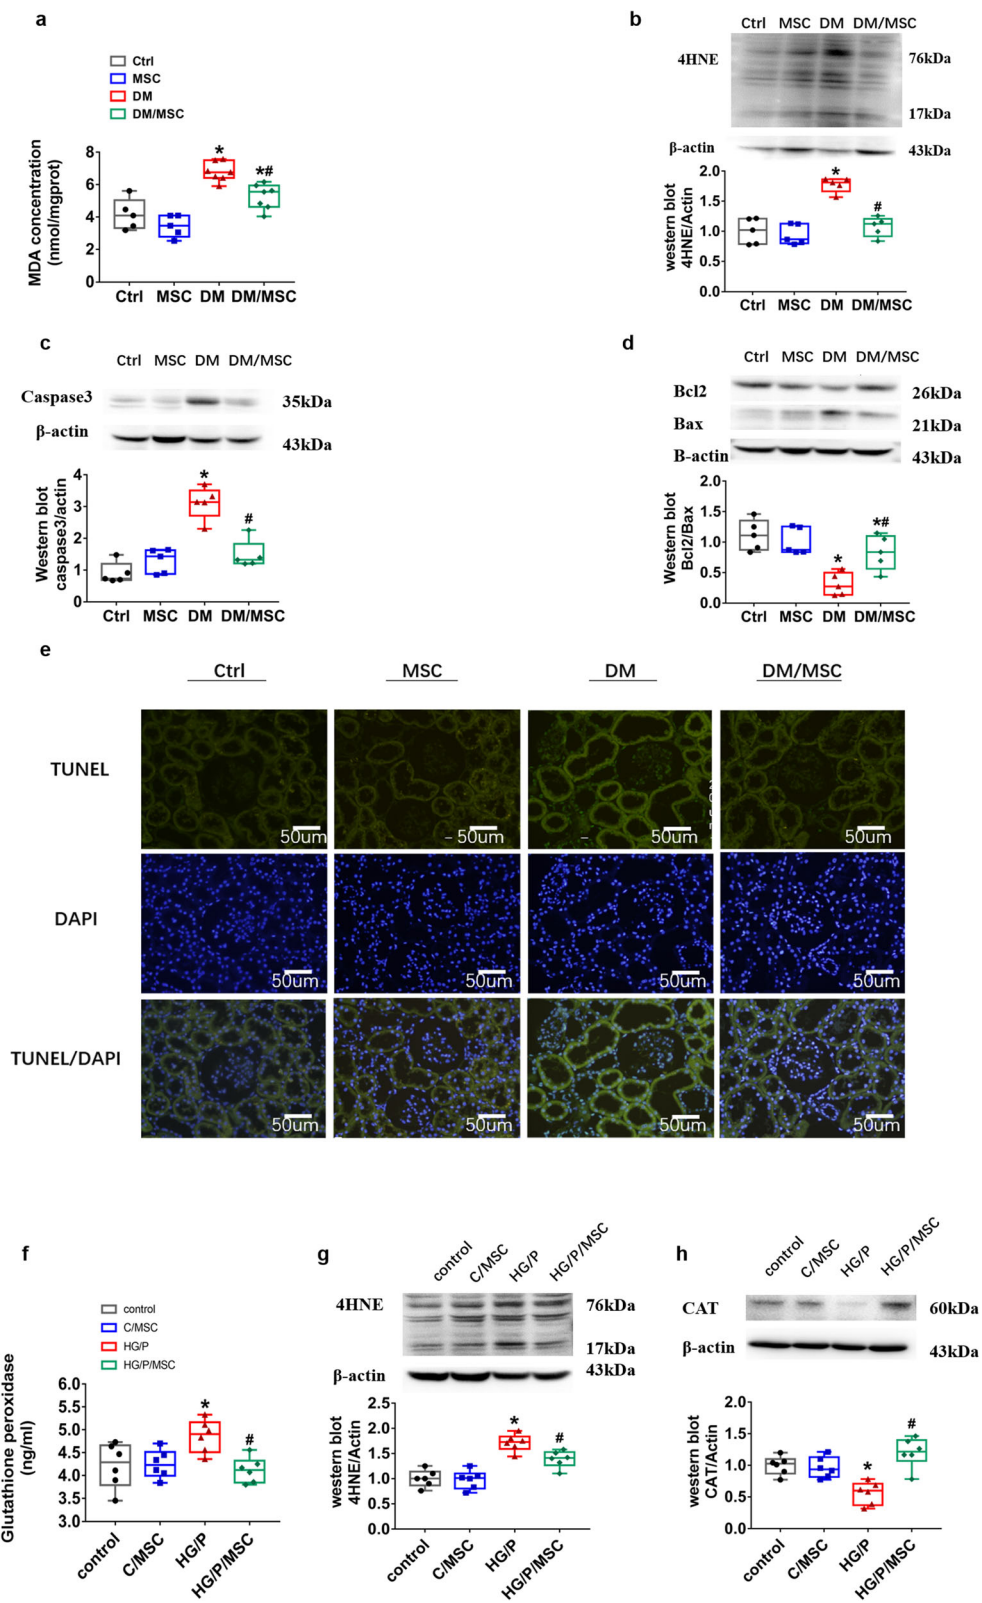 a
Ctrl
MSC
DM
DM/MSC
MDA concentration
(nmol/mgprot)
8
6
4
2
0
*
*#
Ctrl MSC DM DM/MSC
b
Ctrl MSC DM DM/MSC
4HNE
76kDa
17kDa
β-actin
43kDa
western blot
4HNE/Actin
2.0
1.5
1.0
0.5
0.0
*
#
Ctrl MSC DM DM/MSC
c
Ctrl MSC DM DM/MSC
Caspase3
35kDa
β-actin
43kDa
Western blot
caspase3/actin
4
3
2
1
0
*
#
Ctrl MSC DM DM/MSC
d
Ctrl MSC DM DM/MSC
Bcl2
26kDa
Bax
21kDa
B-actin
43kDa
Western blot
Bcl2/Bax
2.0
1.5
1.0
0.5
0.0
*
*#
Ctrl MSC DM DM/MSC
e
Ctrl MSC DM DM/MSC
TUNEL
50um 50um 50um 50um
DAPI
50um 50um 50um 50um
TUNEL/DAPI
50um 50um 50um 50um
f
control
C/MSC
HG/P
HG/P/MSC
Glutathione peroxidase
(ng/ml)
6.0
5.5
5.0
4.5
4.0
3.5
3.0
*
#
control C/MSC HG/P HG/P/MSC
g
control C/MSC HG/P HG/P/MSC
4HNE
76kDa
17kDa
β-actin
43kDa
western blot
4HNE/Actin
2.5
2.0
1.5
1.0
0.5
0.0
*
#
control C/MSC HG/P HG/P/MSC
h
control C/MSC HG/P HG/P/MSC
CAT
60kDa
β-actin
43kDa
western blot
CAT/Actin
2.0
1.5
1.0
0.5
0.0
*
#
control C/MSC HG/P HG/P/MSC